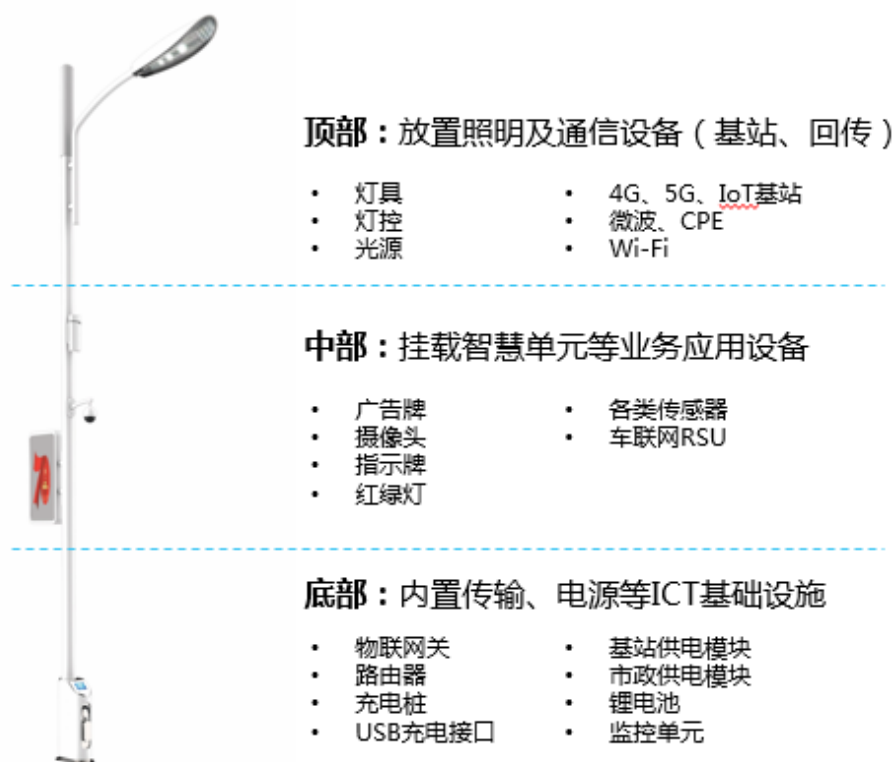 顶部：放置照明及通信设备（基站、回传）
• 灯具
• 灯控
• 光源
• 4G、5G、IoT基站
• 微波、CPE
• Wi-Fi
中部：挂载智慧单元等业务应用设备
• 广告牌
• 摄像头
• 指示牌
• 红绿灯
• 各类传感器
• 车联网RSU
底部：内置传输、电源等ICT基础设施
• 物联网关
• 路由器
• 充电桩
• USB充电接口
• 基站供电模块
• 市政供电模块
• 锂电池
• 监控单元